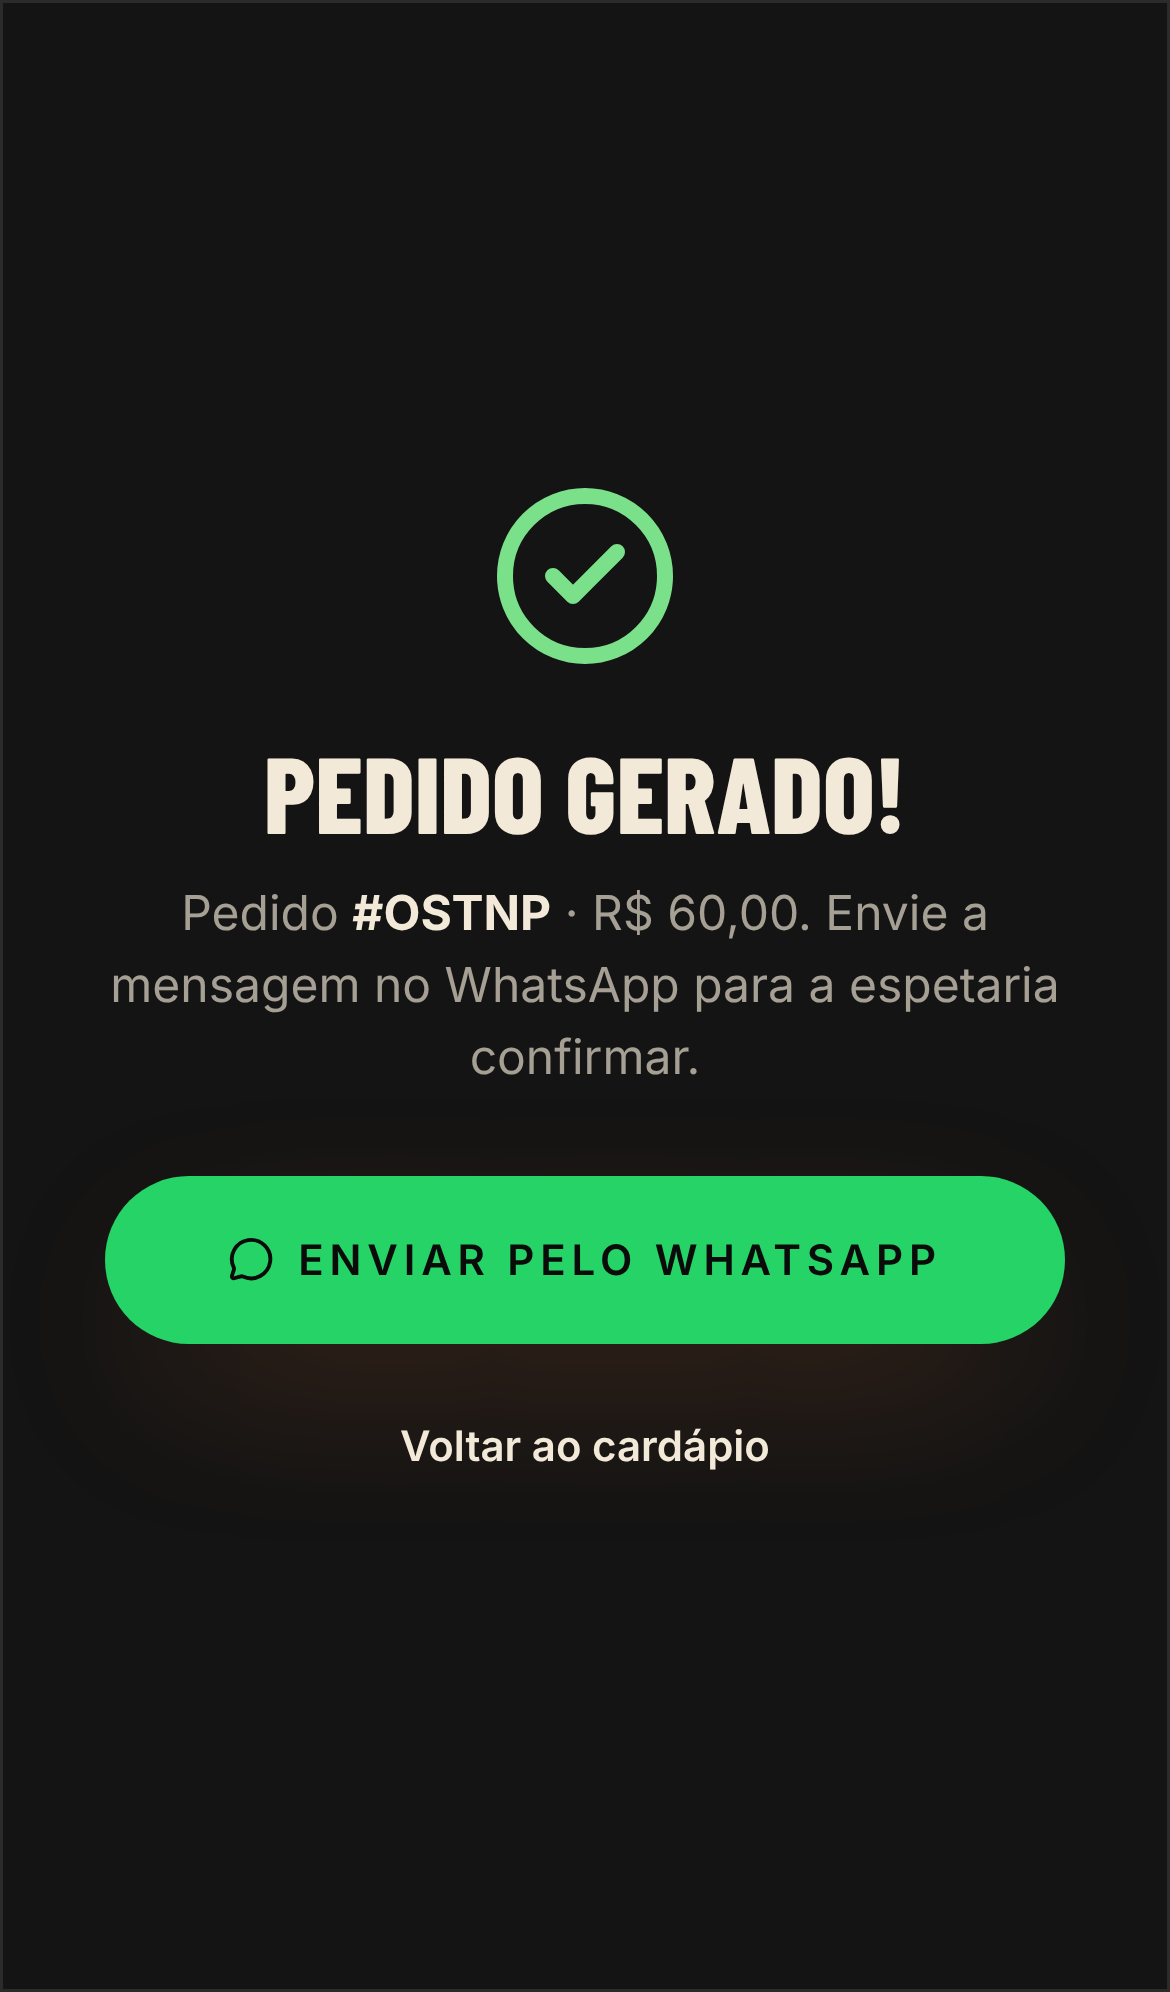 PEDIDO GERADO!
Pedido #OSTNP · R$ 60,00. Envie a
mensagem no WhatsApp para a espetaria
confirmar.
ENVIAR PELO WHATSAPP
Voltar ao cardápio